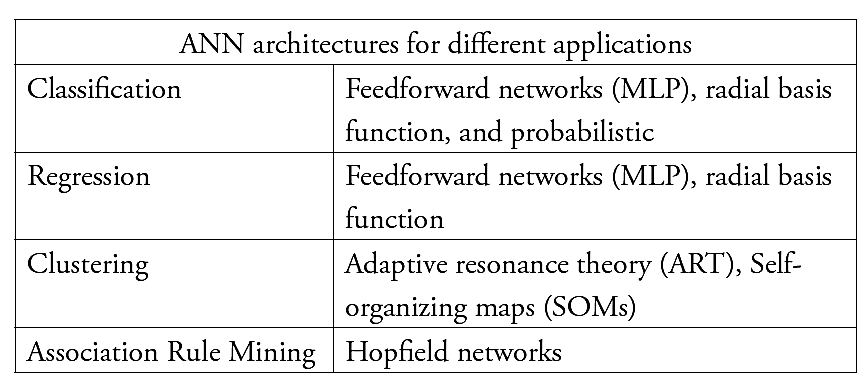 ANN architectures for different applications
Classification
Feedforward networks (MLP), radial basis
function, and probabilistic
Regression
Feedforward networks (MLP), radial basis
function
Clustering
Adaptive resonance theory (ART), Self-
organizing maps (SOMs)
Association Rule Mining
Hopfield networks